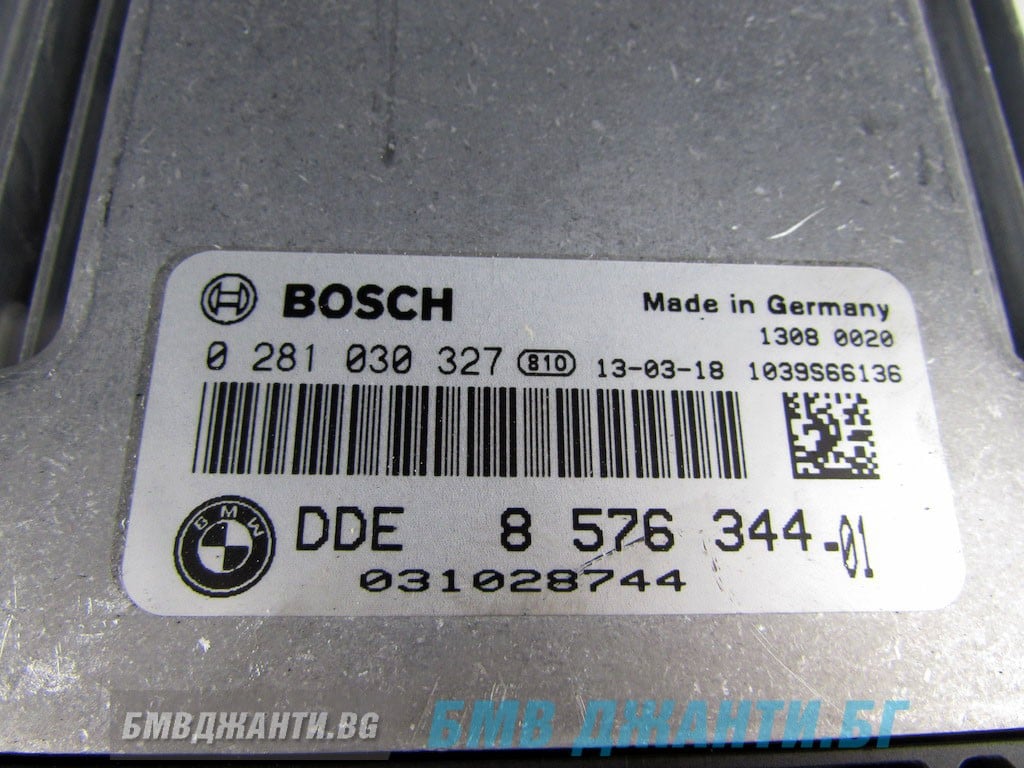 BOSCH Made in Germany
1308 0020
0 281 030 327 810 13-03-18 1039S66136
BMW DDE 8 576 344-01
031028744
БМВДЖАНТИ.BG БМВ ДЖАНТИ.БГ